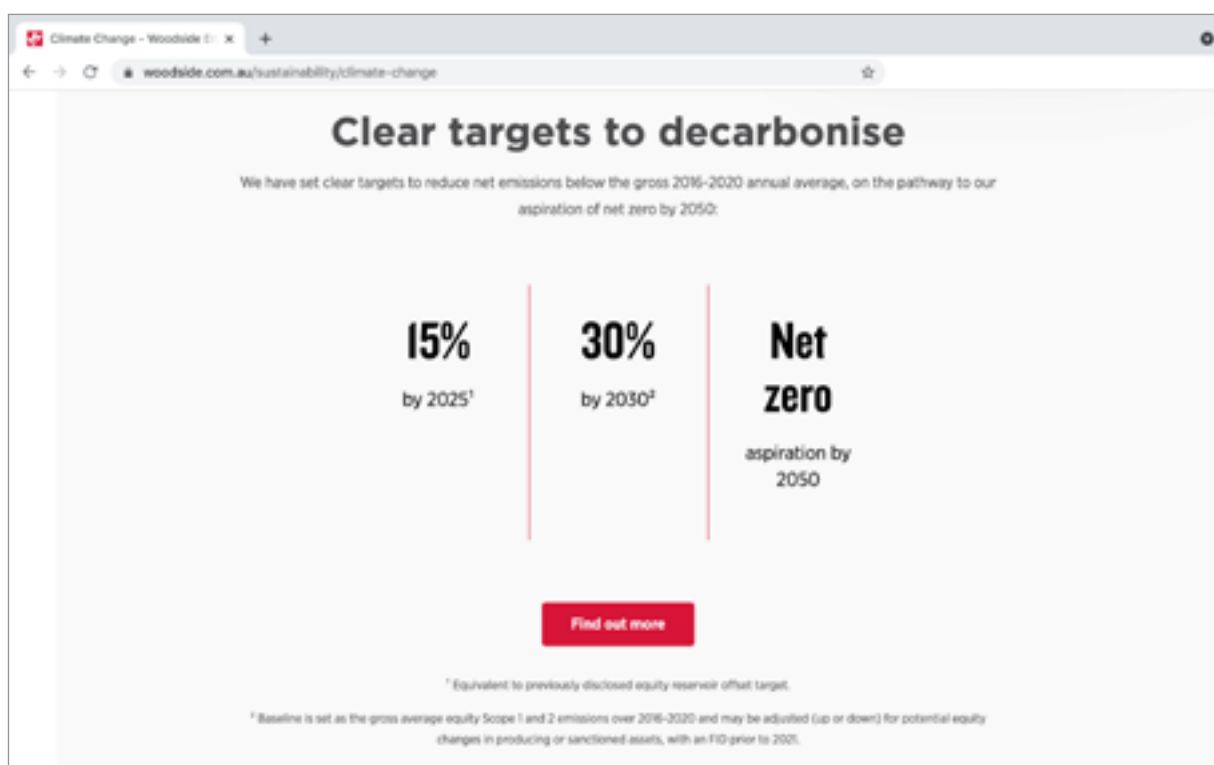 Climate Change - Woodside
woodside.com.au/sustainability/climate-change
Clear targets to decarbonise
We have set clear targets to reduce net emissions below the gross 2016-2020 annual average, on the pathway to our
aspiration of net zero by 2050:
15%
by 2025¹
30%
by 2030²
Net
zero
aspiration by
2050
Find out more
¹ Equivalent to previously disclosed equity reservoir offset target.
² Baseline is set as the gross average equity Scope 1 and 2 emissions over 2016-2020 and may be adjusted (up or down) for potential equity
changes in producing or sanctioned assets, with an FID prior to 2021.